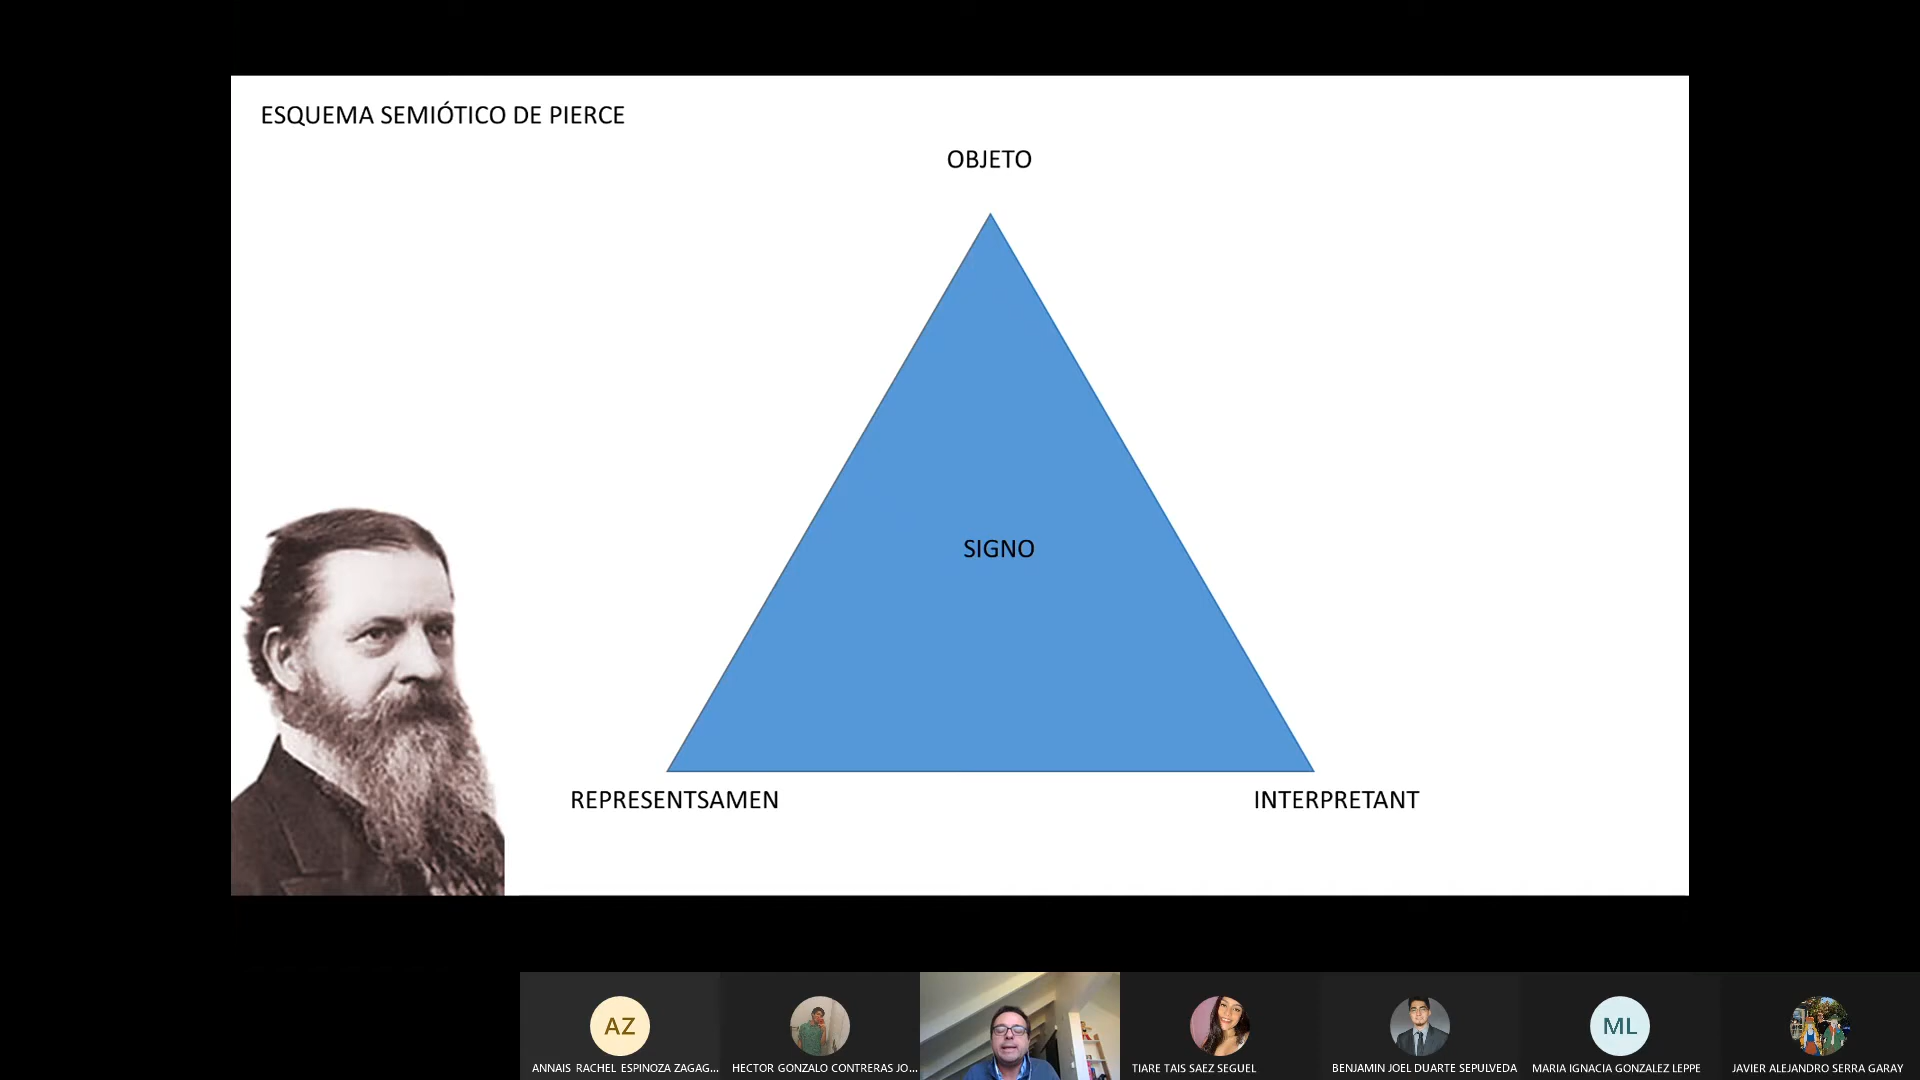 ESQUEMA SEMIÓTICO DE PIERCE
OBJETO
SIGNO
REPRESENTSAMEN
INTERPRETANT
AZ
ML
ANNAIS RACHEL ESPINOZA ZAGAG...
HECTOR GONZALO CONTRERAS JO...
TIARE TAIS SAEZ SEGUEL
BENJAMIN JOEL DUARTE SEPULVEDA
MARIA IGNACIA GONZALEZ LEPPE
JAVIER ALEJANDRO SERRA GARAY